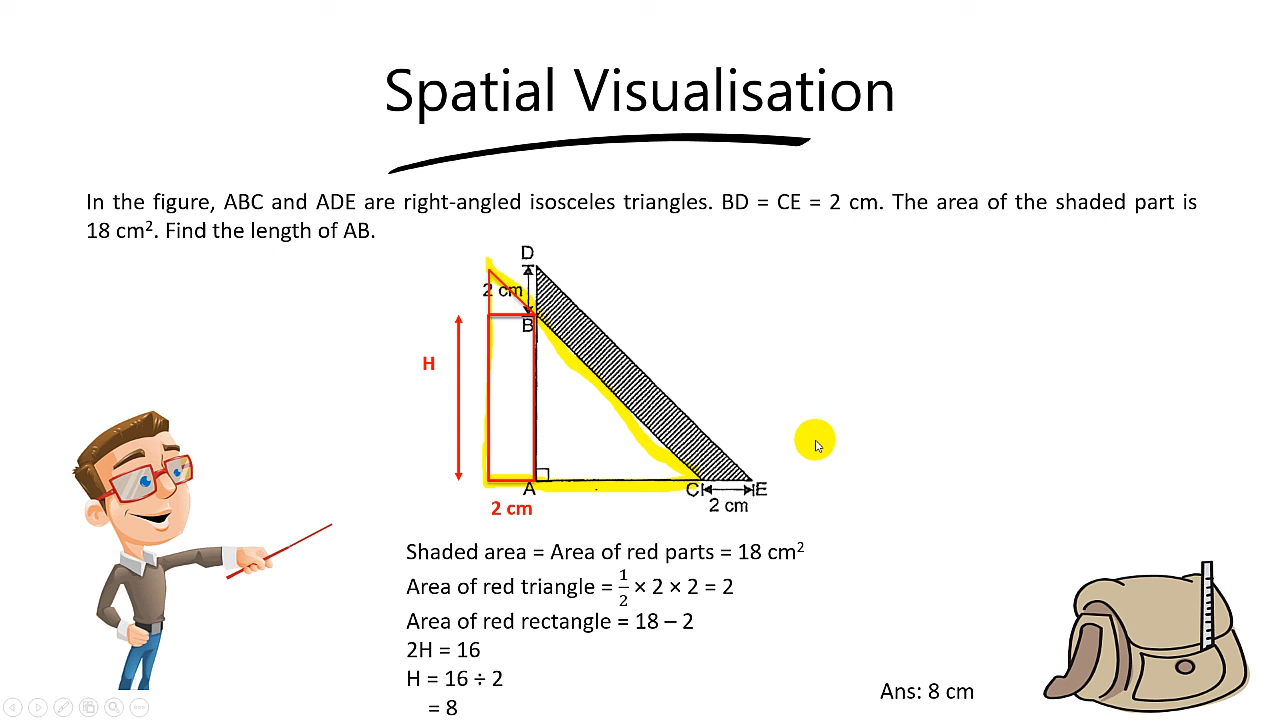 Spatial Visualisation
In the figure, ABC and ADE are right-angled isosceles triangles. BD = CE = 2 cm. The area of the shaded part is
18 cm². Find the length of AB.
D
2 cm
B
H
A
C
E
2 cm
2 cm
Shaded area = Area of red parts = 18 cm²
Area of red triangle = 1/2 × 2 × 2 = 2
Area of red rectangle = 18 – 2
2H = 16
H = 16 ÷ 2
= 8
Ans: 8 cm